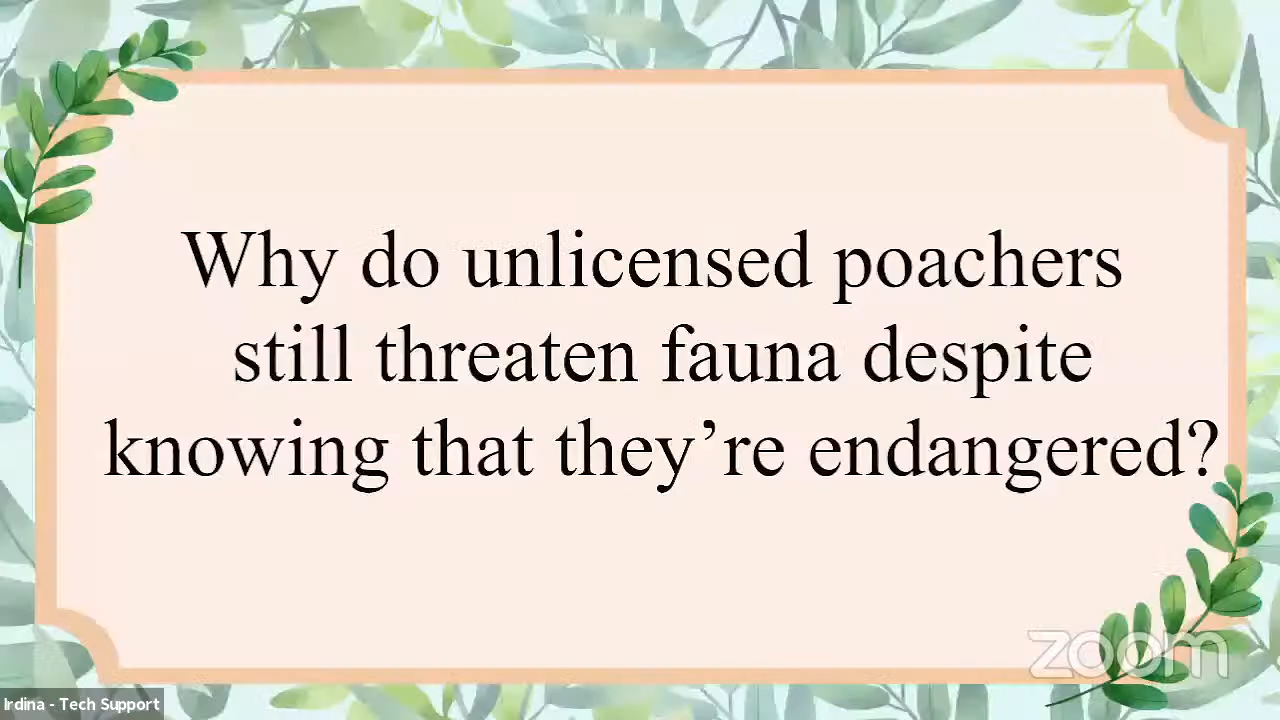 Why do unlicensed poachers
still threaten fauna despite
knowing that they’re endangered?
zoom
Irdina - Tech Support